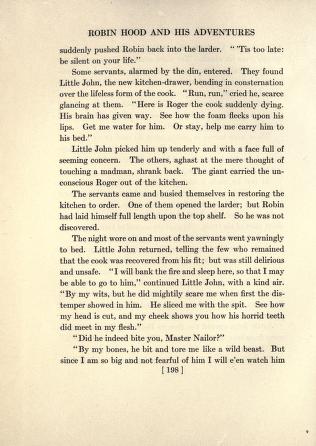 ROBIN HOOD AND HIS ADVENTURES
suddenly pushed Robin back into the larder. "'Tis too late:
be silent on your life."
Some servants, alarmed by the din, entered. They found
Little John, the new kitchen-drawer, bending in consternation
over the lifeless form of the cook. "Run, run," cried he, scarce
glancing at them. "Here is Roger the cook suddenly dying.
His brain has given way. See how the foam flecks upon his
lips. Get me water for him. Or stay, help me carry him to
his bed."
Little John picked him up tenderly and with a face full of
seeming concern. The others, aghast at the mere thought of
touching a madman, shrank back. The giant carried the un-
conscious Roger out of the kitchen.
The servants came and busied themselves in restoring the
kitchen to order. One of them opened the larder; but Robin
had laid himself full length upon the top shelf. So he was not
discovered.
The night wore on and most of the servants went yawningly
to bed. Little John returned, telling the few who remained
that the cook was recovered from his fit; but was still delirious
and unsafe. "I will bank the fire and sleep here, so that I may
be able to go to him," continued Little John, with a kind air.
"By my wits, but he did mightily scare me when first the dis-
temper showed in him. He sliced me with the spit. See how
my head is cut, and my cheek shows you how his horrid teeth
did meet in my flesh."
"Did he indeed bite you, Master Nailor?"
"By my bones, he bit and tore me like a wild beast. But
since I am so big and not fearful of him I will e'en watch him
[ 198 ]